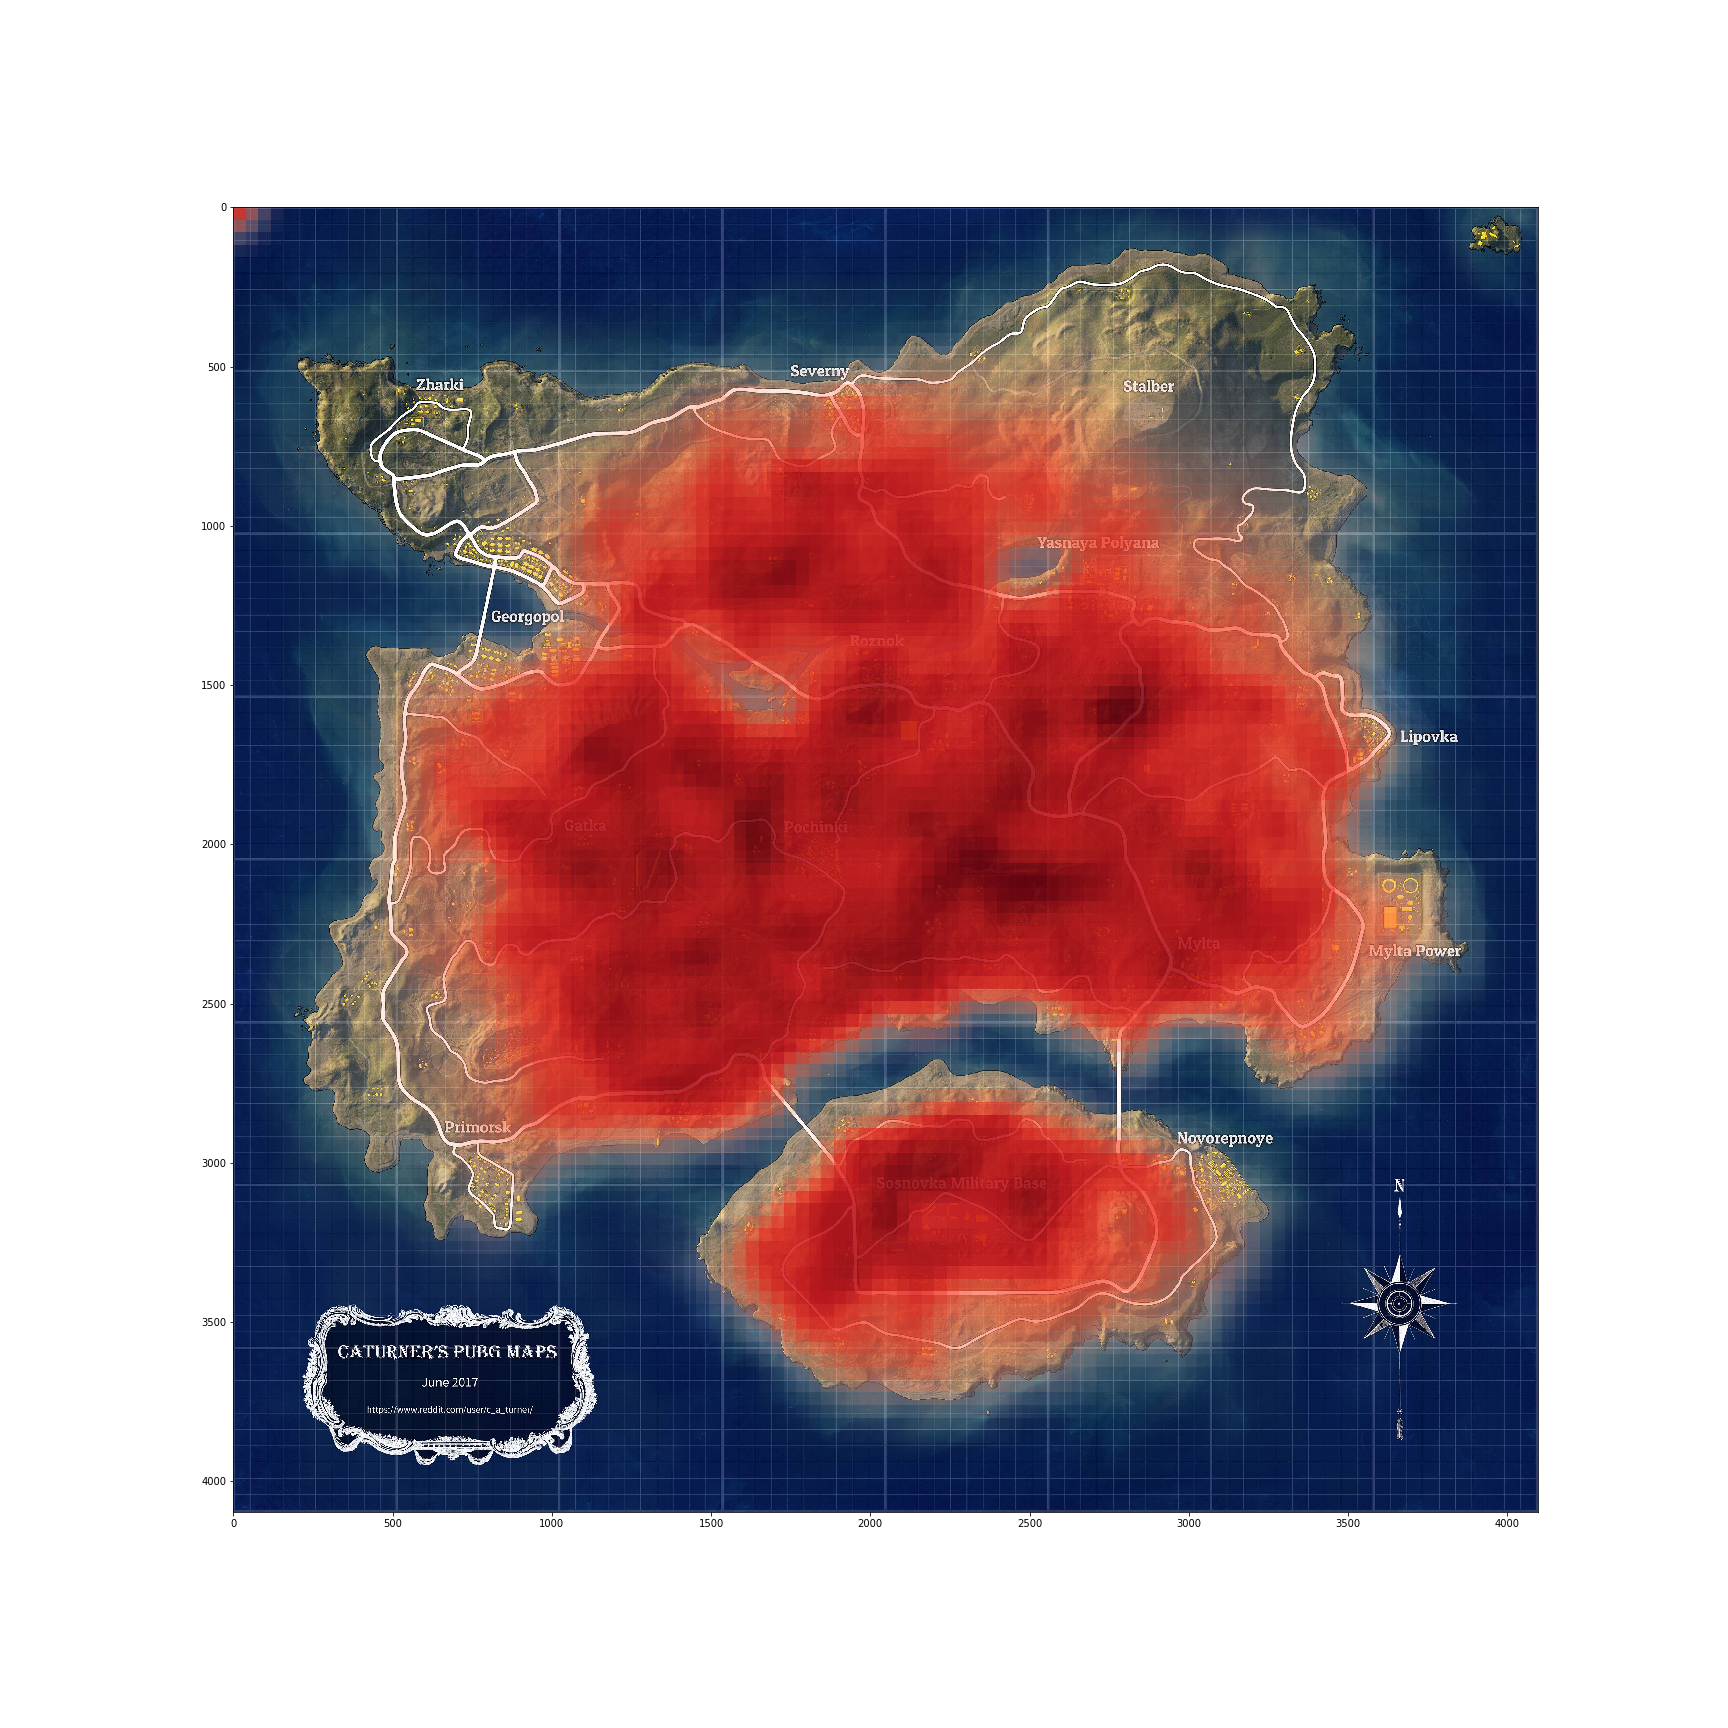 0
500
1000
1500
2000
2500
3000
3500
4000
Zharki
Severny
Stalber
Yasnaya Polyana
Georgopol
Roznok
Lipovka
Gatka
Pochinki
Mylta
Mylta Power
Primorsk
Novorepnoye
Sosnovka Military Base
N
CATURNER'S PUBG MAPS
June 2017
https://www.reddit.com/user/c_a_turner/
0
500
1000
1500
2000
2500
3000
3500
4000